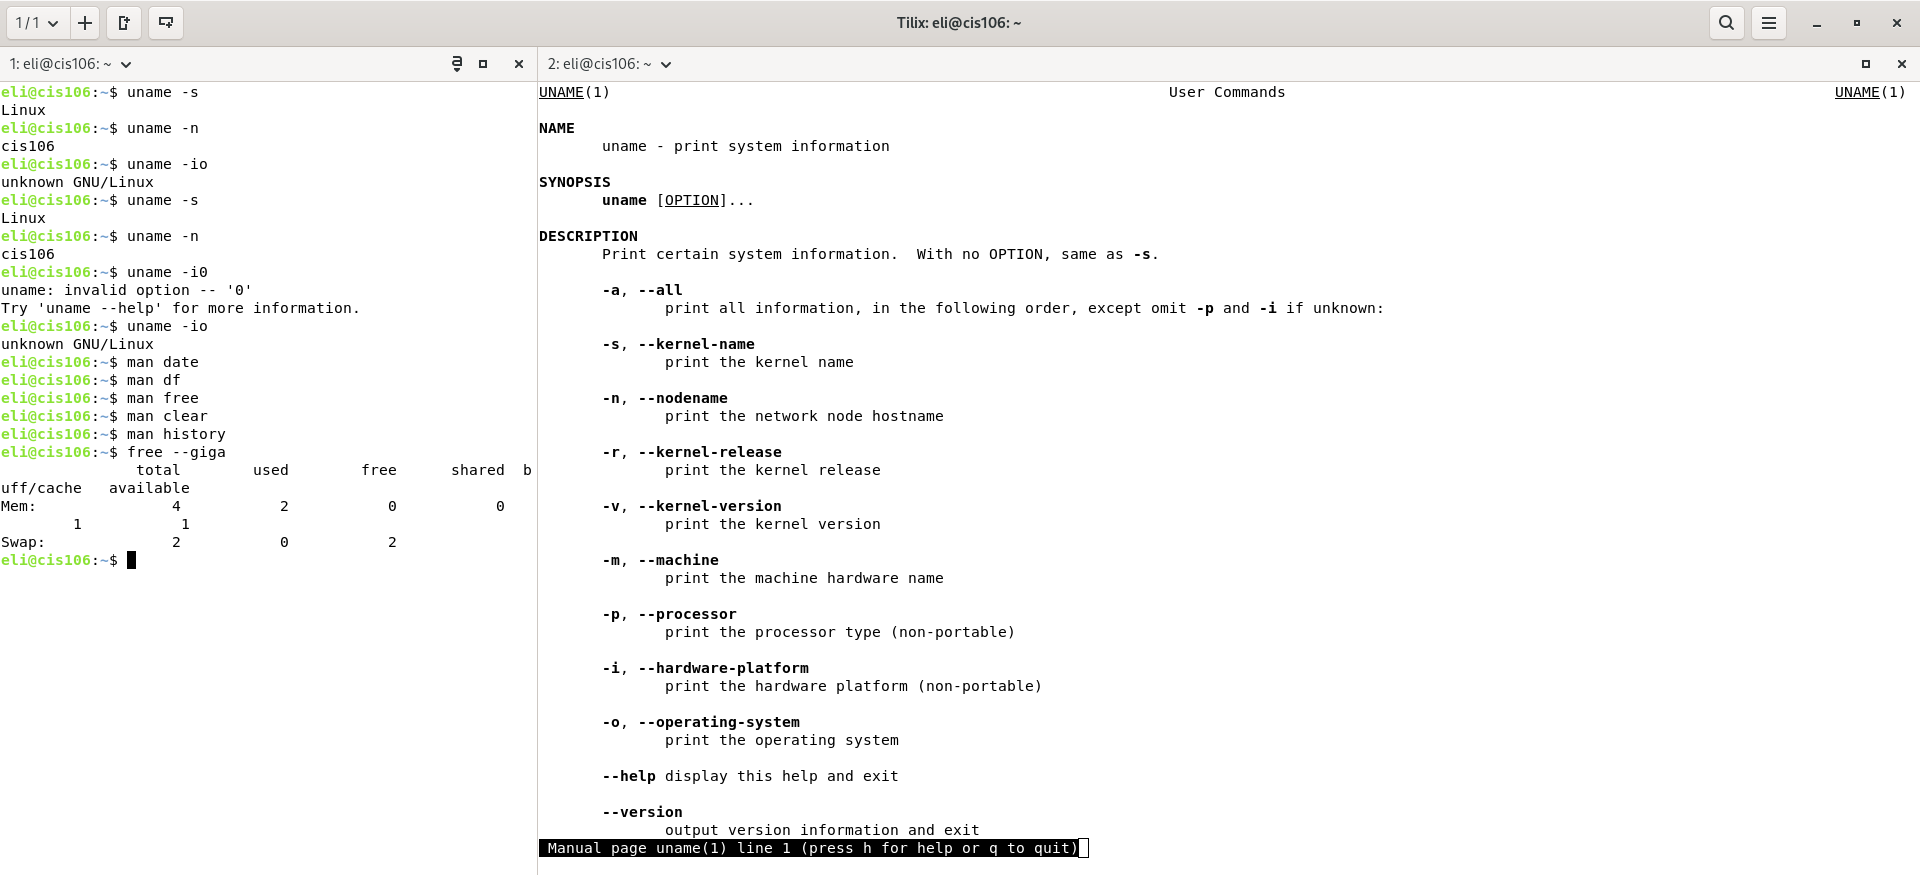 1 / 1
Tilix: eli@cis106: ~
1: eli@cis106: ~
eli@cis106:~$ uname -s
Linux
eli@cis106:~$ uname -n
cis106
eli@cis106:~$ uname -io
unknown GNU/Linux
eli@cis106:~$ uname -s
Linux
eli@cis106:~$ uname -n
cis106
eli@cis106:~$ uname -i0
uname: invalid option -- '0'
Try 'uname --help' for more information.
eli@cis106:~$ uname -io
unknown GNU/Linux
eli@cis106:~$ man date
eli@cis106:~$ man df
eli@cis106:~$ man free
eli@cis106:~$ man clear
eli@cis106:~$ man history
eli@cis106:~$ free --giga
               total        used        free      shared  b
uff/cache   available
Mem:               4           2           0           0
        1           1
Swap:              2           0           2
eli@cis106:~$
2: eli@cis106: ~
UNAME(1) User Commands UNAME(1)
NAME
uname - print system information
SYNOPSIS
uname [OPTION]...
DESCRIPTION
Print certain system information.  With no OPTION, same as -s.
-a, --all
print all information, in the following order, except omit -p and -i if unknown:
-s, --kernel-name
print the kernel name
-n, --nodename
print the network node hostname
-r, --kernel-release
print the kernel release
-v, --kernel-version
print the kernel version
-m, --machine
print the machine hardware name
-p, --processor
print the processor type (non-portable)
-i, --hardware-platform
print the hardware platform (non-portable)
-o, --operating-system
print the operating system
--help display this help and exit
--version
output version information and exit
Manual page uname(1) line 1 (press h for help or q to quit)